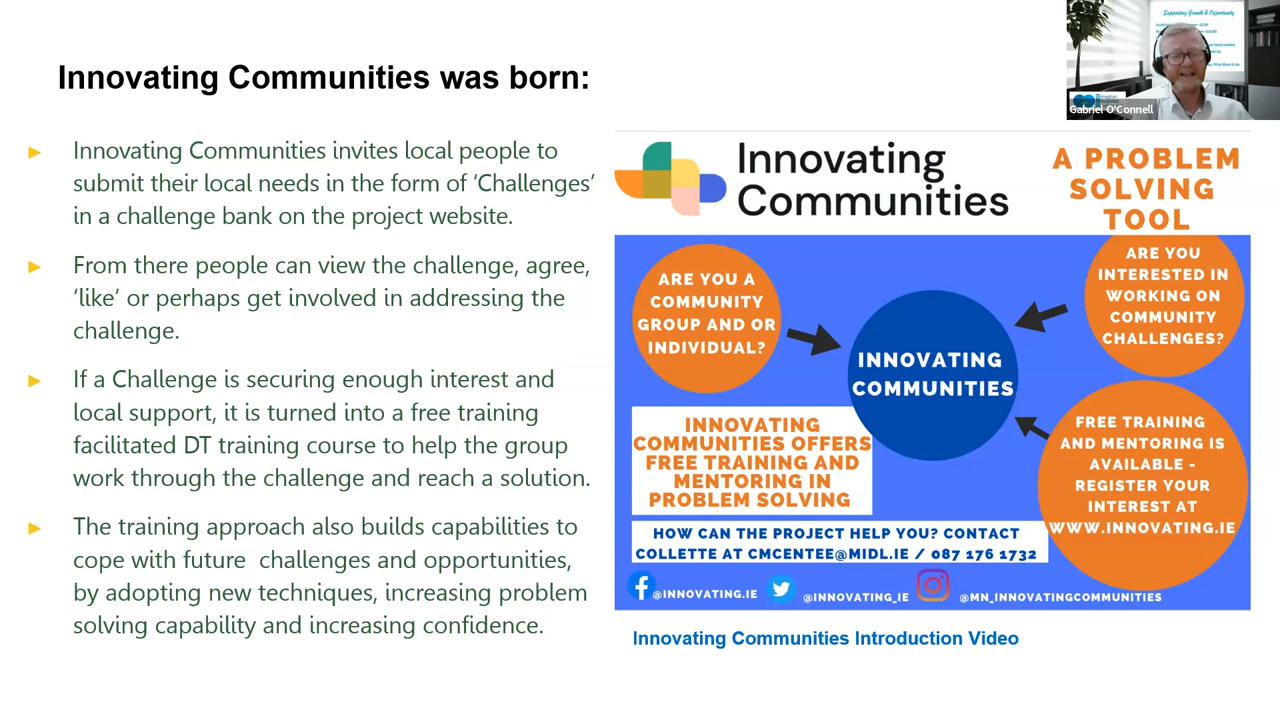 Innovating Communities was born:
Innovating Communities invites local people to
submit their local needs in the form of ‘Challenges’
in a challenge bank on the project website.
From there people can view the challenge, agree,
‘like’ or perhaps get involved in addressing the
challenge.
If a Challenge is securing enough interest and
local support, it is turned into a free training
facilitated DT training course to help the group
work through the challenge and reach a solution.
The training approach also builds capabilities to
cope with future  challenges and opportunities,
by adopting new techniques, increasing problem
solving capability and increasing confidence.
Supporting Growth & Opportunity
Gabriel O'Connell
Innovating
Communities
A PROBLEM
SOLVING
TOOL
ARE YOU A
COMMUNITY
GROUP AND OR
INDIVIDUAL?
INNOVATING
COMMUNITIES
ARE YOU
INTERESTED IN
WORKING ON
COMMUNITY
CHALLENGES?
INNOVATING
COMMUNITIES OFFERS
FREE TRAINING AND
MENTORING IN
PROBLEM SOLVING
FREE TRAINING
AND MENTORING IS
AVAILABLE -
REGISTER YOUR
INTEREST AT
WWW.INNOVATING.IE
HOW CAN THE PROJECT HELP YOU? CONTACT
COLLETTE AT CMCENTEE@MIDL.IE / 087 176 1732
@INNOVATING.IE
@INNOVATING_IE
@MN_INNOVATINGCOMMUNITIES
Innovating Communities Introduction Video